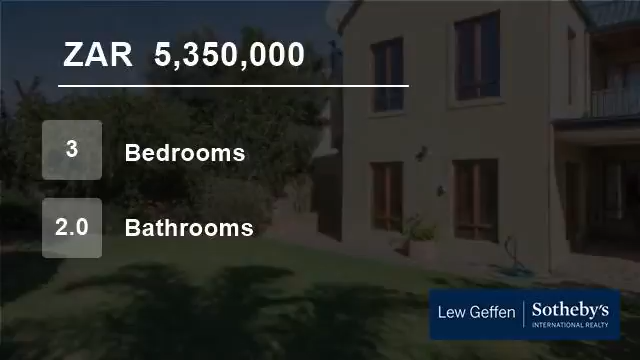 ZAR 5,350,000
3 Bedrooms
2.0 Bathrooms
Lew Geffen Sotheby's
INTERNATIONAL REALTY